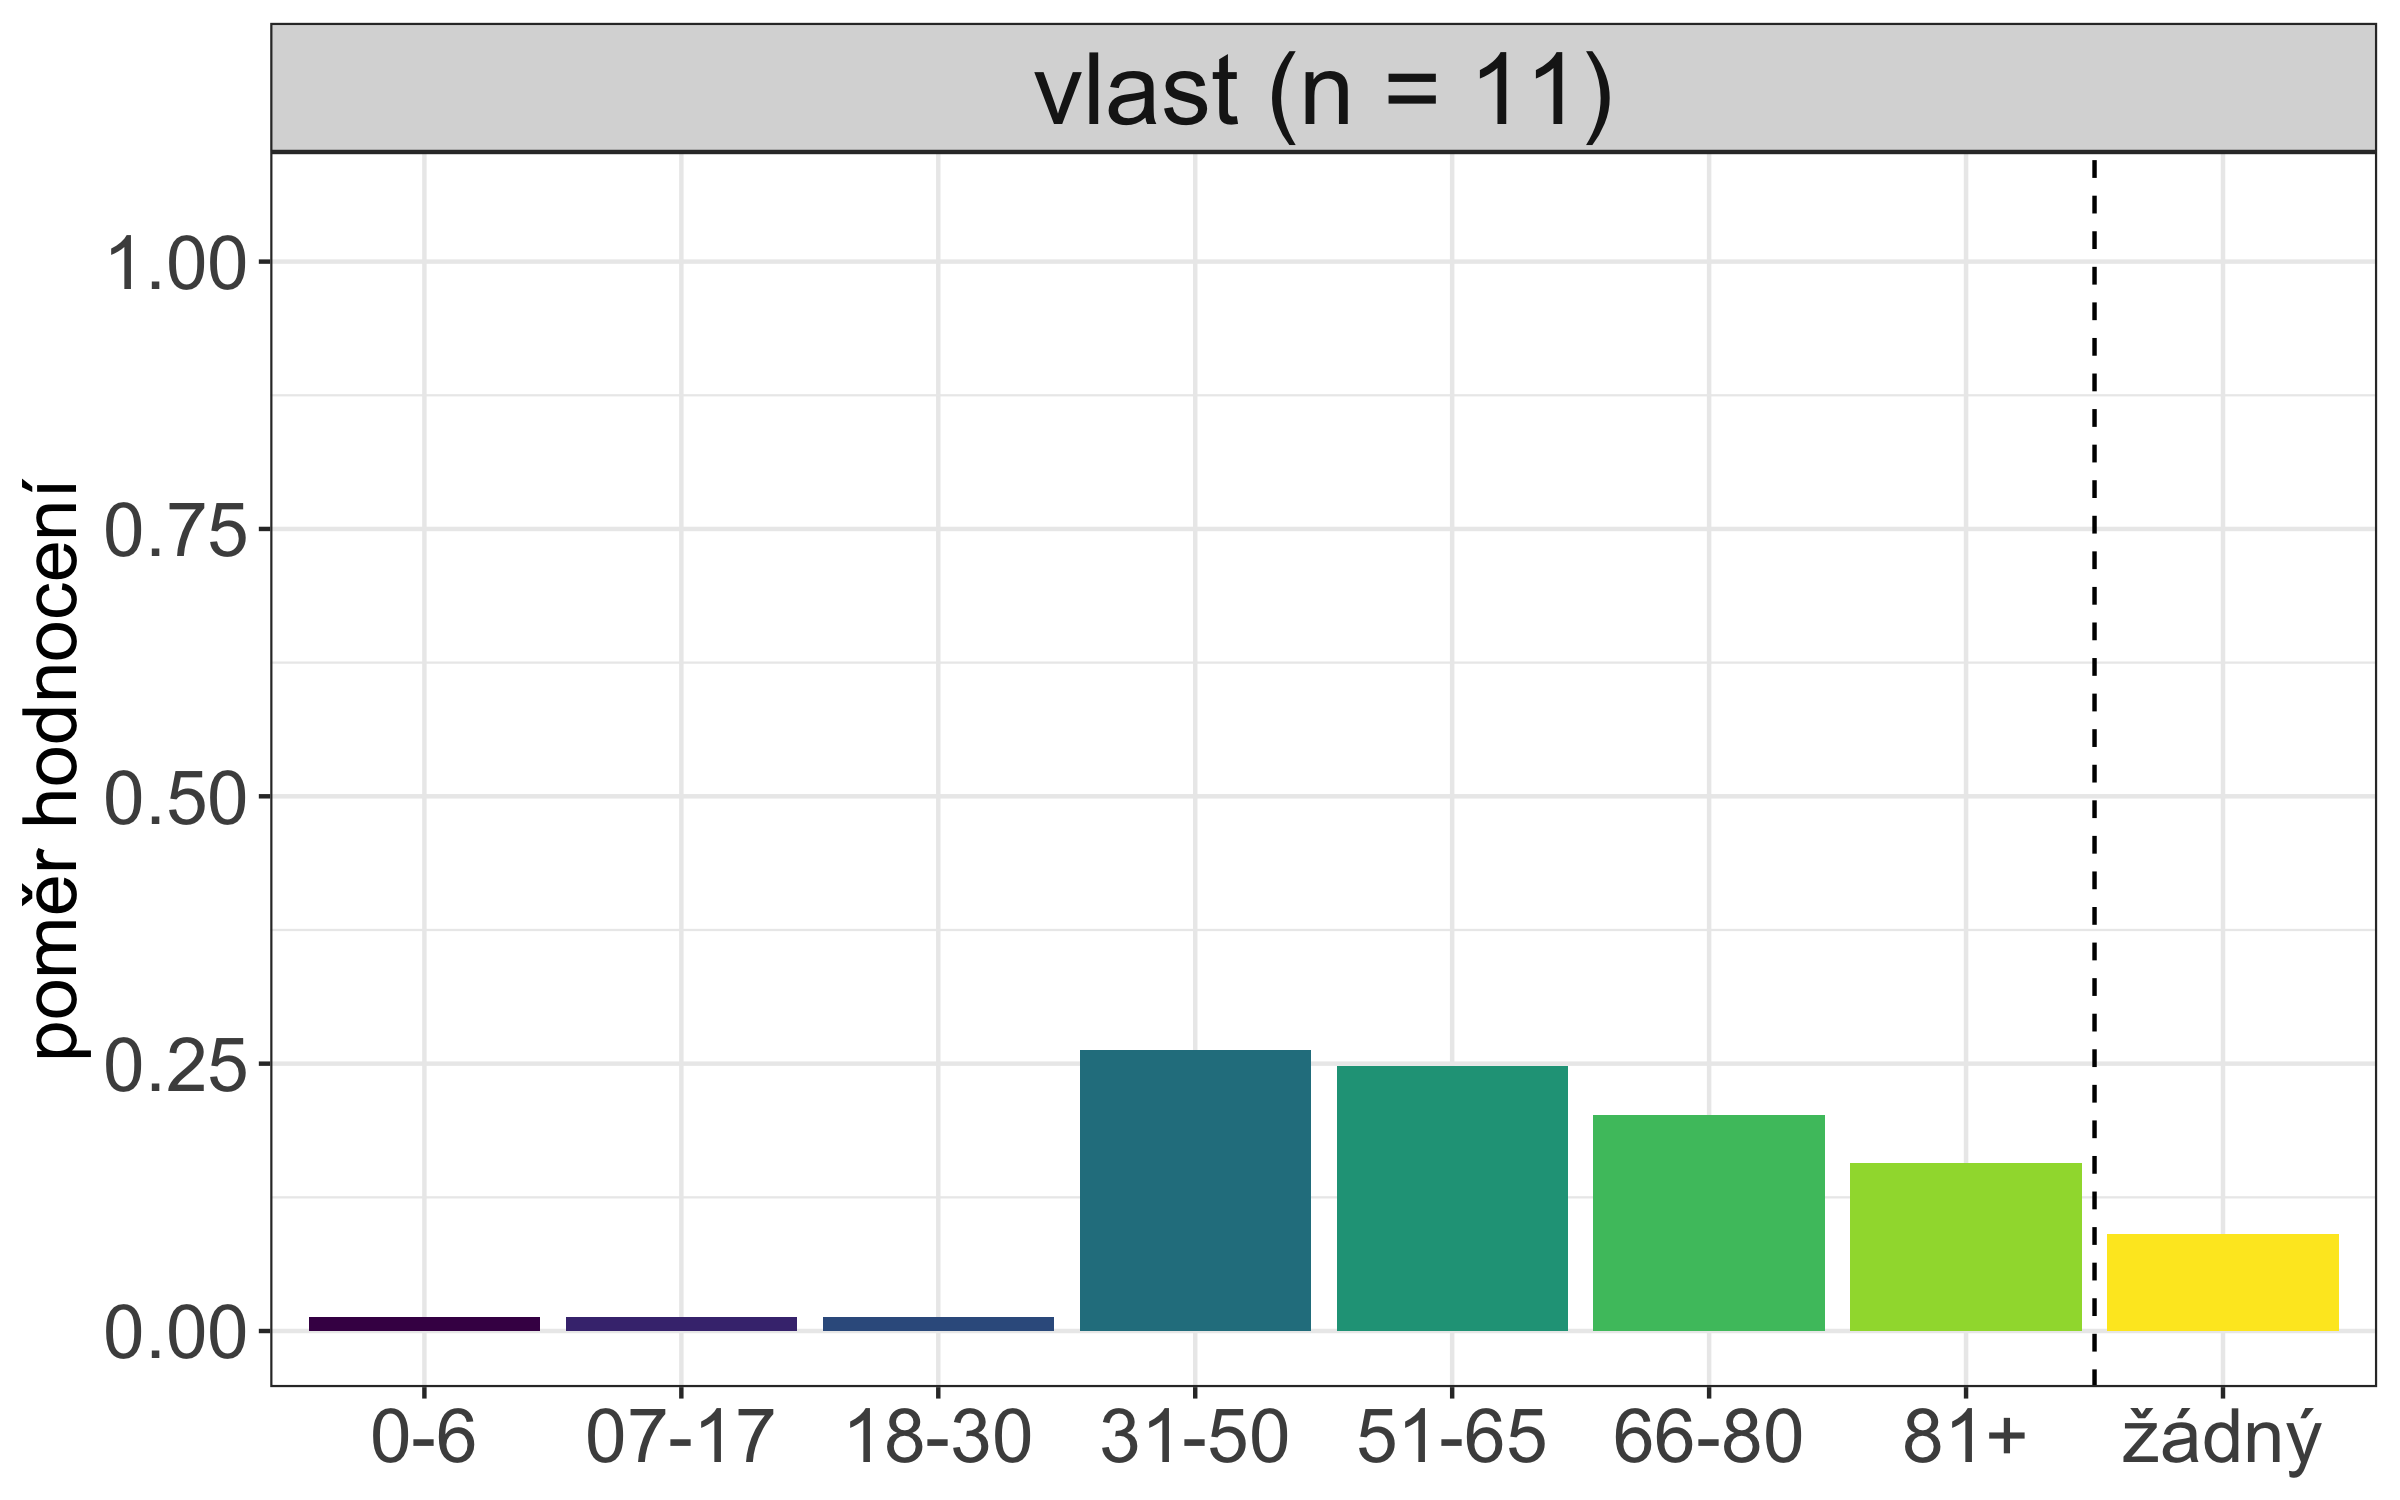 vlast (n = 11)
poměr hodnocení
1.00
0.75
0.50
0.25
0.00
0-6 07-17 18-30 31-50 51-65 66-80 81+ žádný